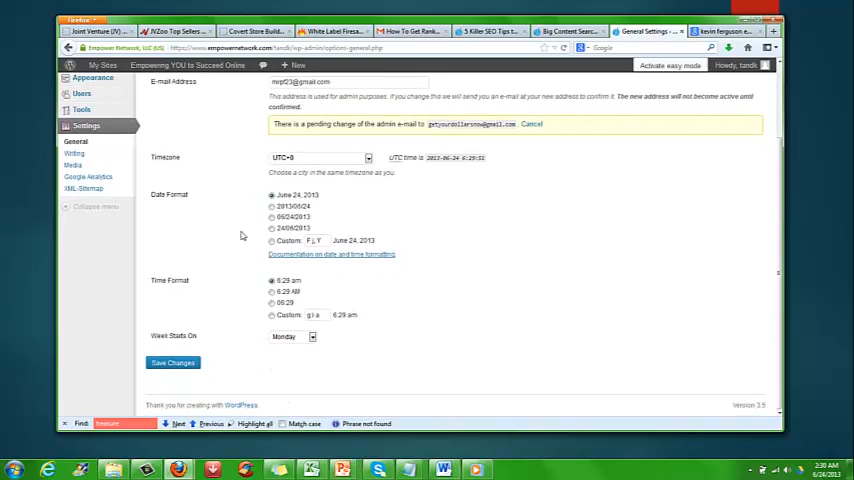 Firefox
Joint Venture (JV) ...
JVZoo Top Sellers ...
Covert Store Build...
White Label Firesa...
How To Get Rank...
5 Killer SEO Tips t...
Big Content Searc...
General Settings ‹...
kevin ferguson e...
Empower Network, LLC (US)
https://www.empowernetwork.com/tandk/wp-admin/options-general.php
Google
My Sites
Empowering YOU to Succeed Online
+ New
Activate easy mode
Howdy, tandk
Appearance
Users
Tools
Settings
General
Writing
Media
Google Analytics
XML-Sitemap
Collapse menu
E-mail Address
mrpf23@gmail.com
This address is used for admin purposes. If you change this we will send you an e-mail at your new address to confirm it. The new address will not become active until
confirmed.
There is a pending change of the admin e-mail to getyourdollarsnow@gmail.com. Cancel
Timezone
UTC+0
UTC time is 2013-06-24 6:29:51
Choose a city in the same timezone as you.
Date Format
June 24, 2013
2013/06/24
06/24/2013
24/06/2013
Custom: F j, Y June 24, 2013
Documentation on date and time formatting.
Time Format
6:29 am
6:29 AM
06:29
Custom: g:i a 6:29 am
Week Starts On
Monday
Save Changes
Thank you for creating with WordPress.
Version 3.5
Find: treasure
Next
Previous
Highlight all
Match case
Phrase not found
2:30 AM
6/24/2013